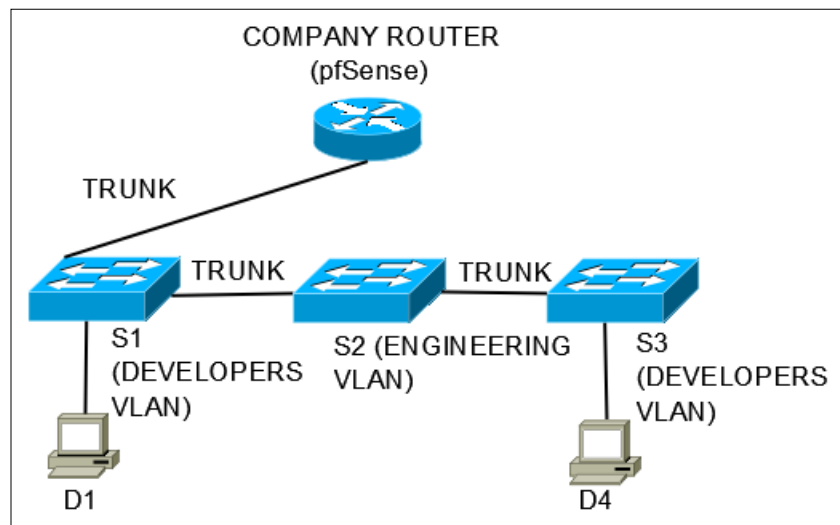 COMPANY ROUTER
(pfSense)
TRUNK
TRUNK
TRUNK
S1
(DEVELOPERS
VLAN)
S2 (ENGINEERING
VLAN)
S3
(DEVELOPERS
VLAN)
D1
D4